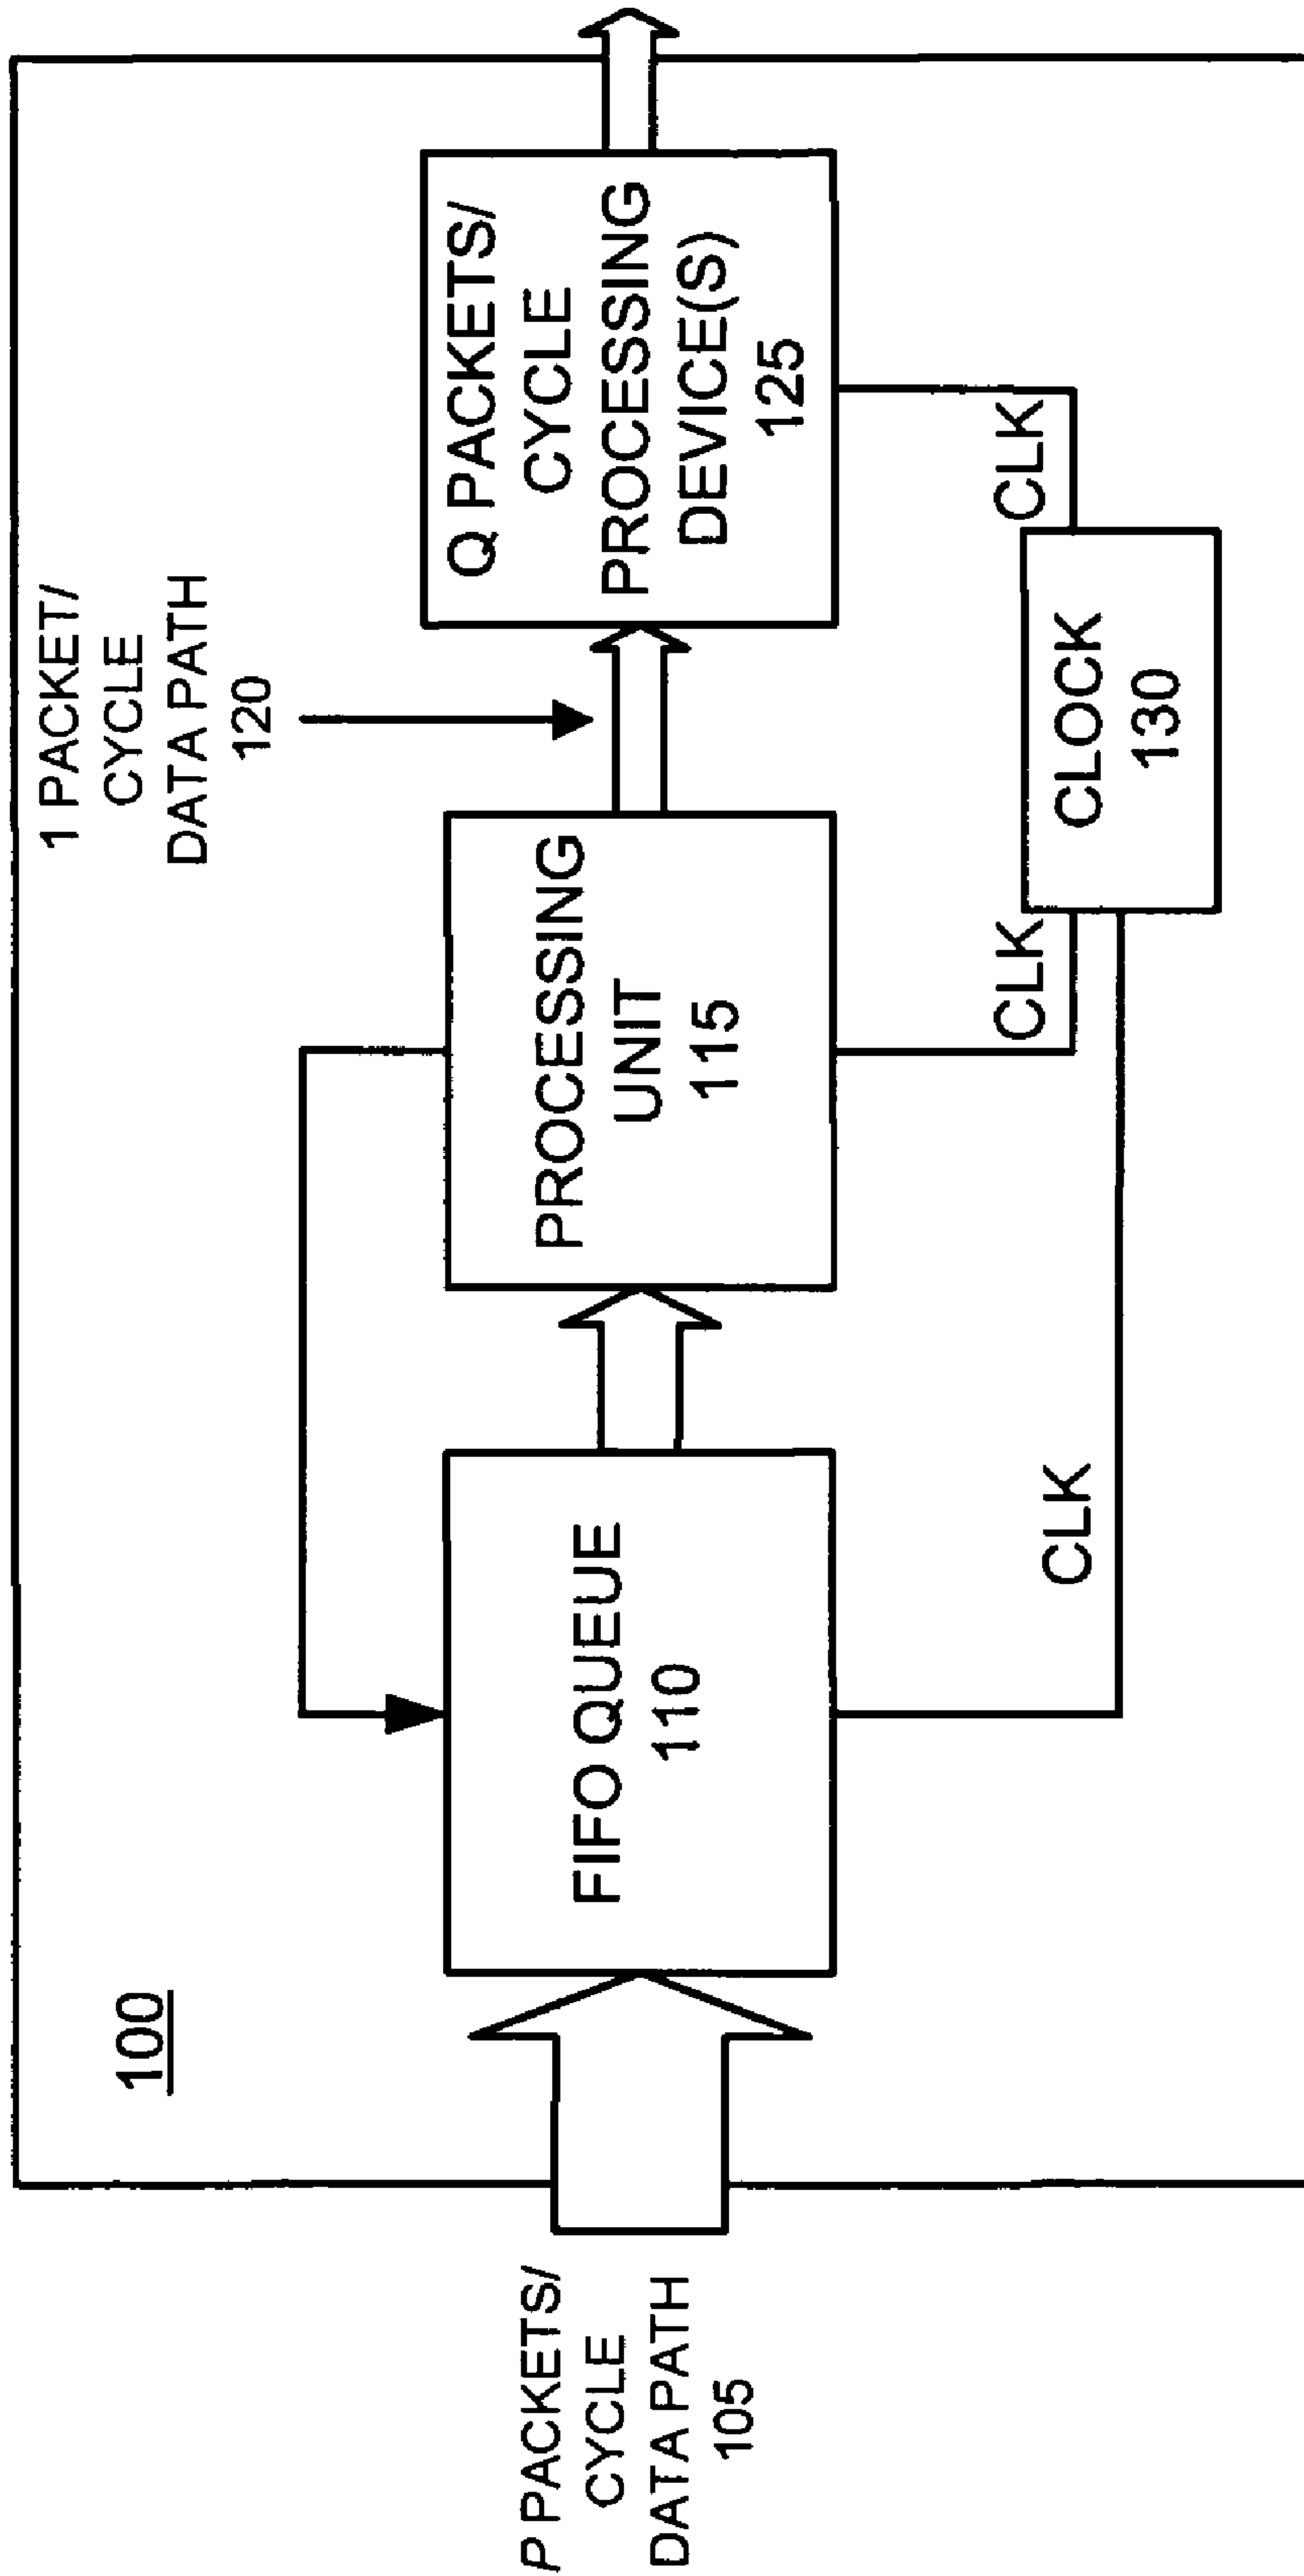 100
P PACKETS/
CYCLE
DATA PATH
105
FIFO QUEUE
110
PROCESSING
UNIT
115
1 PACKET/
CYCLE
DATA PATH
120
Q PACKETS/
CYCLE
PROCESSING
DEVICE(S)
125
CLK
CLK
CLK
CLOCK
130